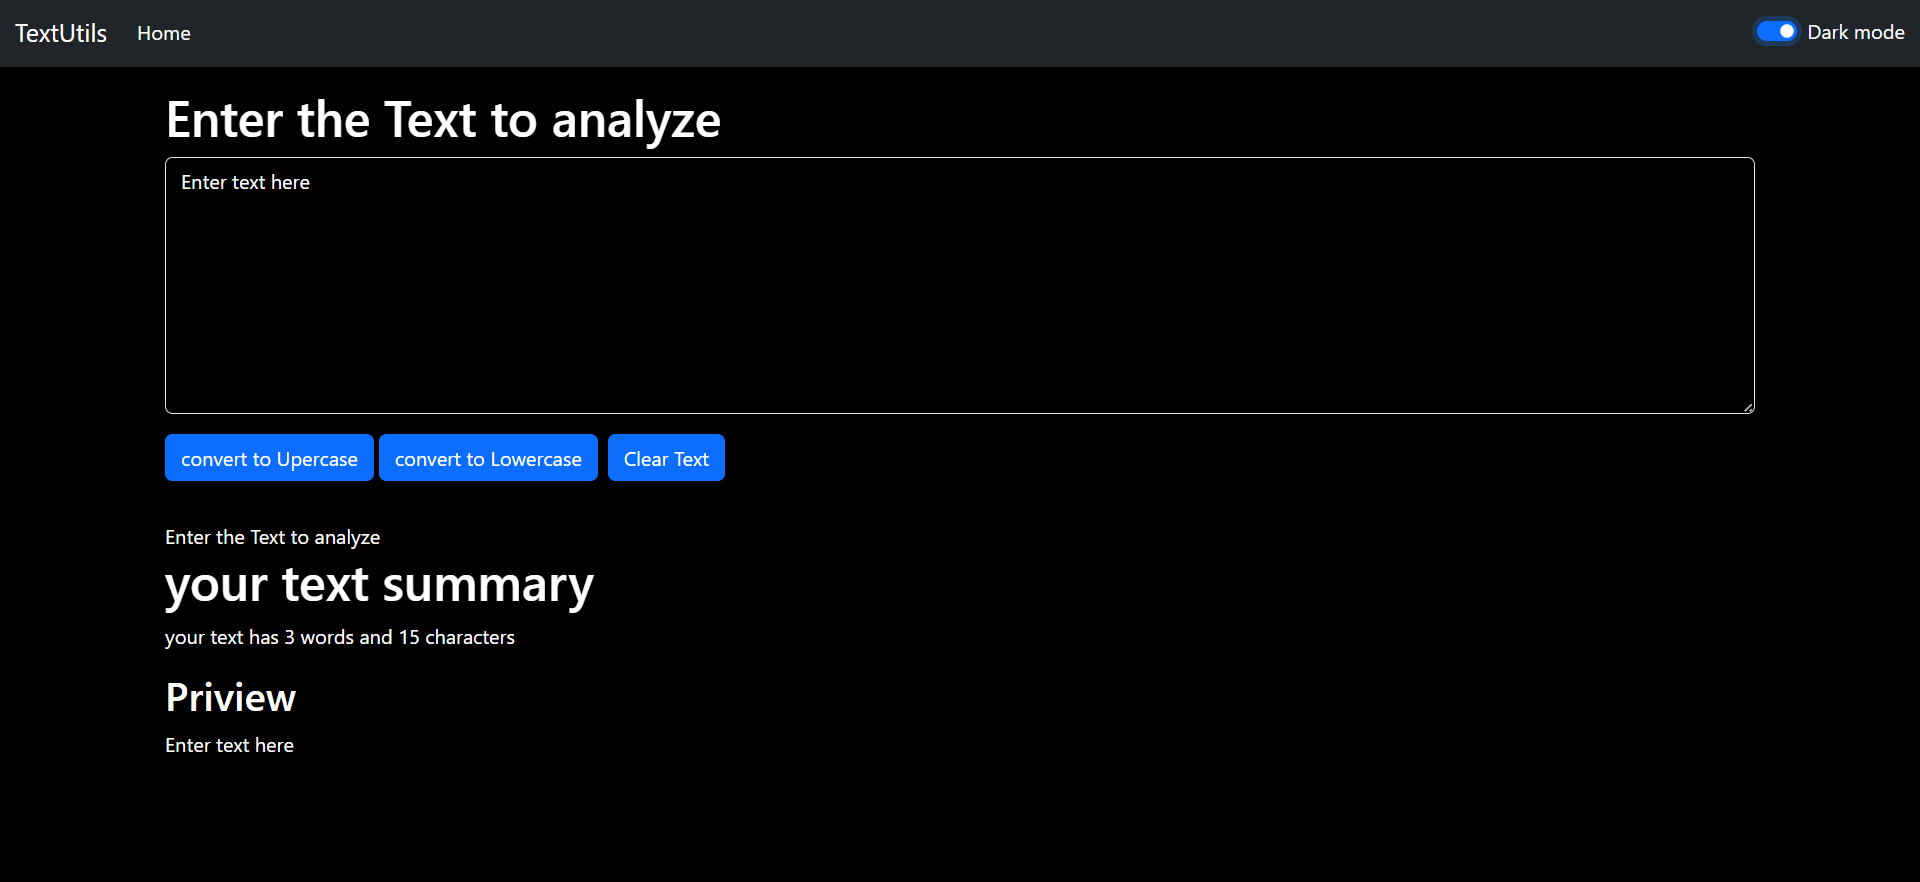 TextUtils Home Dark mode
Enter the Text to analyze
Enter text here
convert to Upercase convert to Lowercase Clear Text
Enter the Text to analyze
your text summary
your text has 3 words and 15 characters
Priview
Enter text here